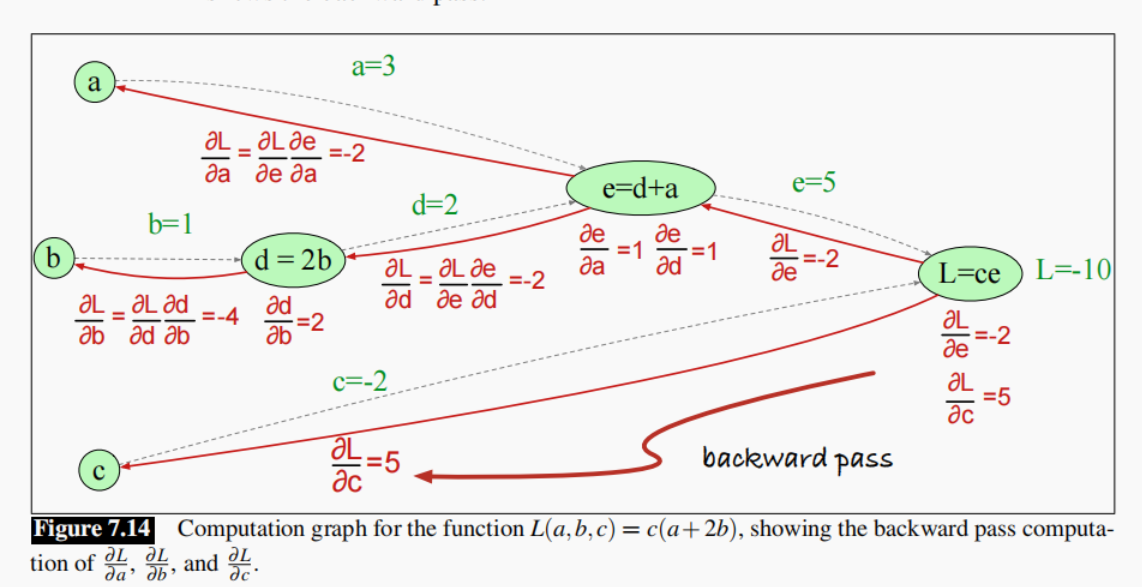 a
a=3
∂L/∂a = ∂L/∂e ∂e/∂a =-2
e=d+a
e=5
d=2
b=1
b
d = 2b
∂e/∂a =1 ∂e/∂d =1
∂L/∂e =-2
L=ce
L=-10
∂L/∂d = ∂L/∂e ∂e/∂d =-2
∂L/∂b = ∂L/∂d ∂d/∂b =-4
∂d/∂b =2
∂L/∂e =-2
∂L/∂c =5
c=-2
c
∂L/∂c =5
backward pass
Figure 7.14 Computation graph for the function L(a,b,c) = c(a+2b), showing the backward pass computa-
tion of ∂L/∂a, ∂L/∂b, and ∂L/∂c.